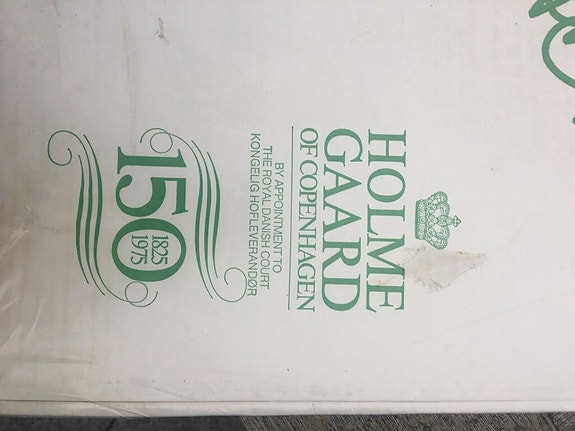 HOLME
GAARD
OF COPENHAGEN
BY APPOINTMENT TO
THE ROYAL DANISH COURT
KONGELIG HOFLEVERANDØR
150
1825
1975